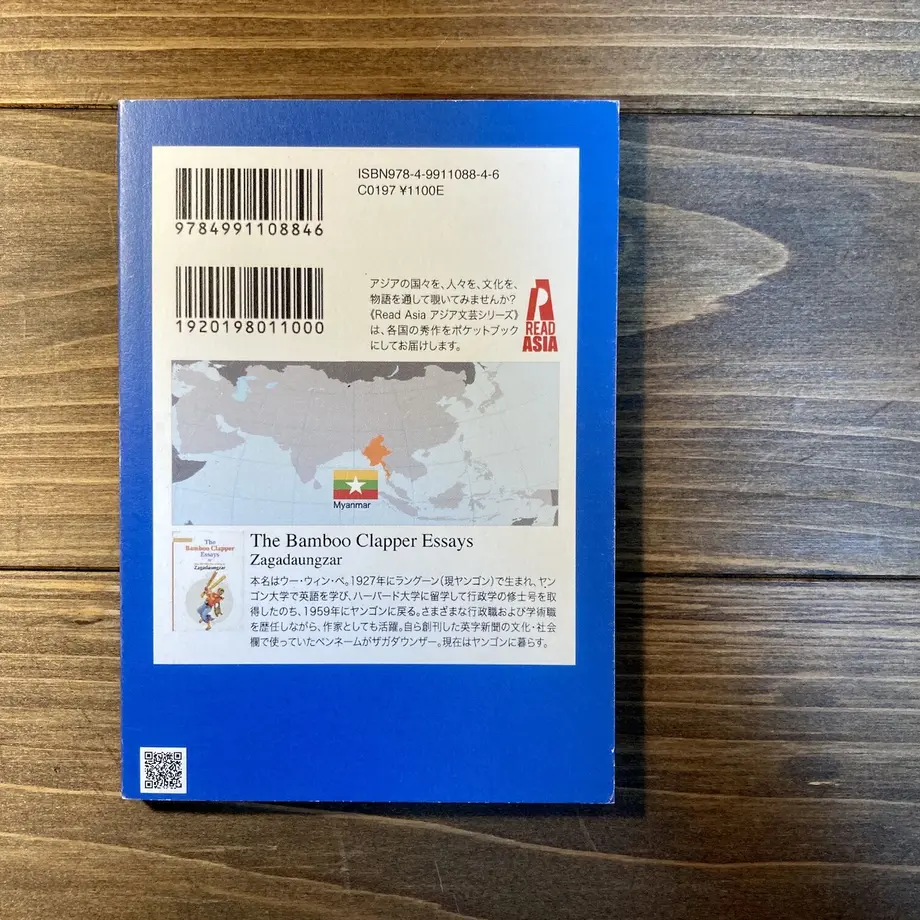 ISBN978-4-9911088-4-6
C0197 ¥1100E
9784991108846
1920198011000
アジアの国々を、人々を、文化を、
物語を通して覗いてみませんか?
《Read Asia アジア文芸シリーズ》
は、各国の秀作をポケットブック
にしてお届けします。
READ
ASIA
Myanmar
The
Bamboo Clapper
Essays
Zagadaungzar
The Bamboo Clapper Essays
Zagadaungzar
本名はウー・ウィン・ペ。1927年にラングーン(現ヤンゴン)で生まれ、ヤン
ゴン大学で英語を学び、ハーバード大学に留学して行政学の修士号を取
得したのち、1959年にヤンゴンに戻る。さまざまな行政職および学術職
を歴任しながら、作家としても活躍。自ら創刊した英字新聞の文化・社会
欄で使っていたペンネームがザガダウンザー。現在はヤンゴンに暮らす。